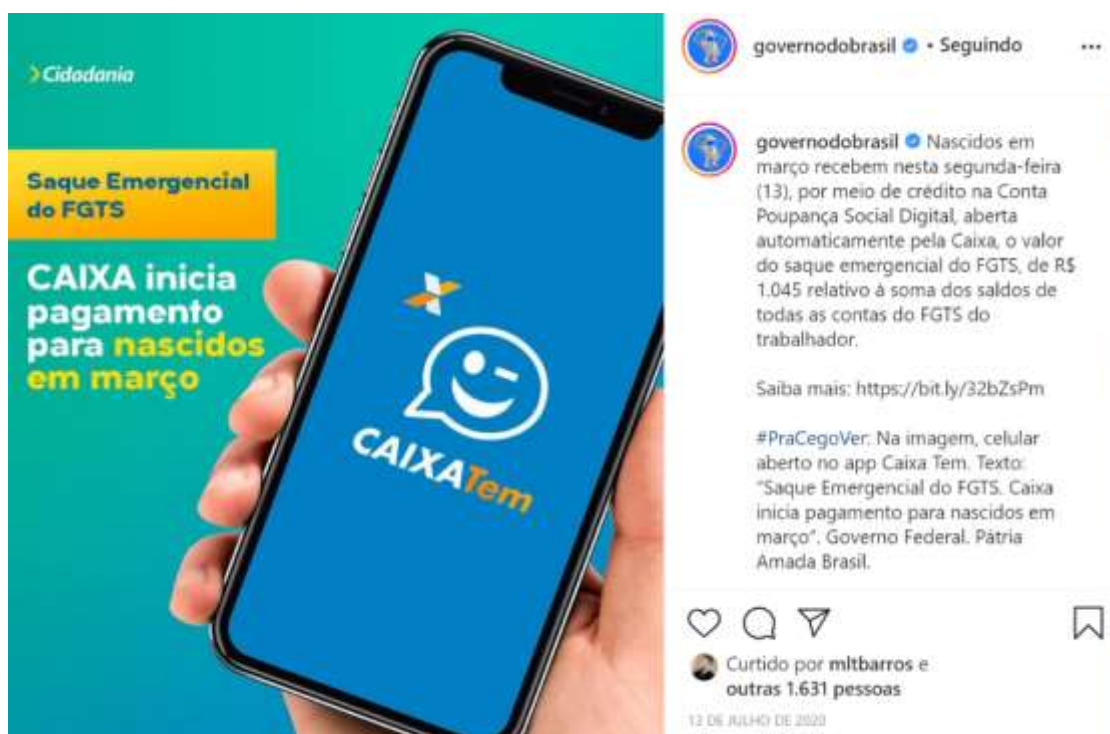 >Cidadania
Saque Emergencial
do FGTS
CAIXA inicia
pagamento
para nascidos
em março
CAIXATem
governodobrasil • Seguindo
governodobrasil Nascidos em
março recebem nesta segunda-feira
(13), por meio de crédito na Conta
Poupança Social Digital, aberta
automaticamente pela Caixa, o valor
do saque emergencial do FGTS, de R$
1.045 relativo à soma dos saldos de
todas as contas do FGTS do
trabalhador.
Saiba mais: https://bit.ly/32bZsPm
#PraCegoVer: Na imagem, celular
aberto no app Caixa Tem. Texto:
"Saque Emergencial do FGTS. Caixa
inicia pagamento para nascidos em
março". Governo Federal. Pátria
Amada Brasil.
Curtido por mltbarros e
outras 1.631 pessoas
13 DE JULHO DE 2020